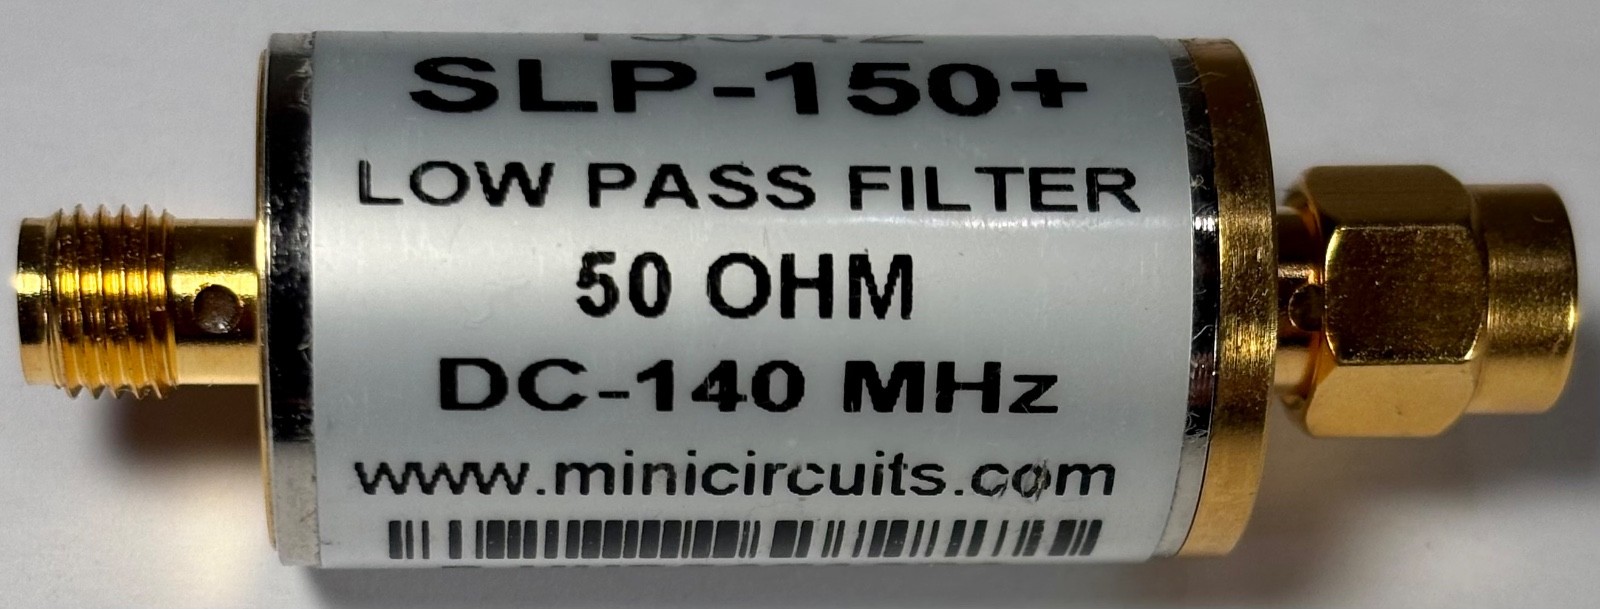 SLP-150+
LOW PASS FILTER
50 OHM
DC-140 MHz
www.minicircuits.com